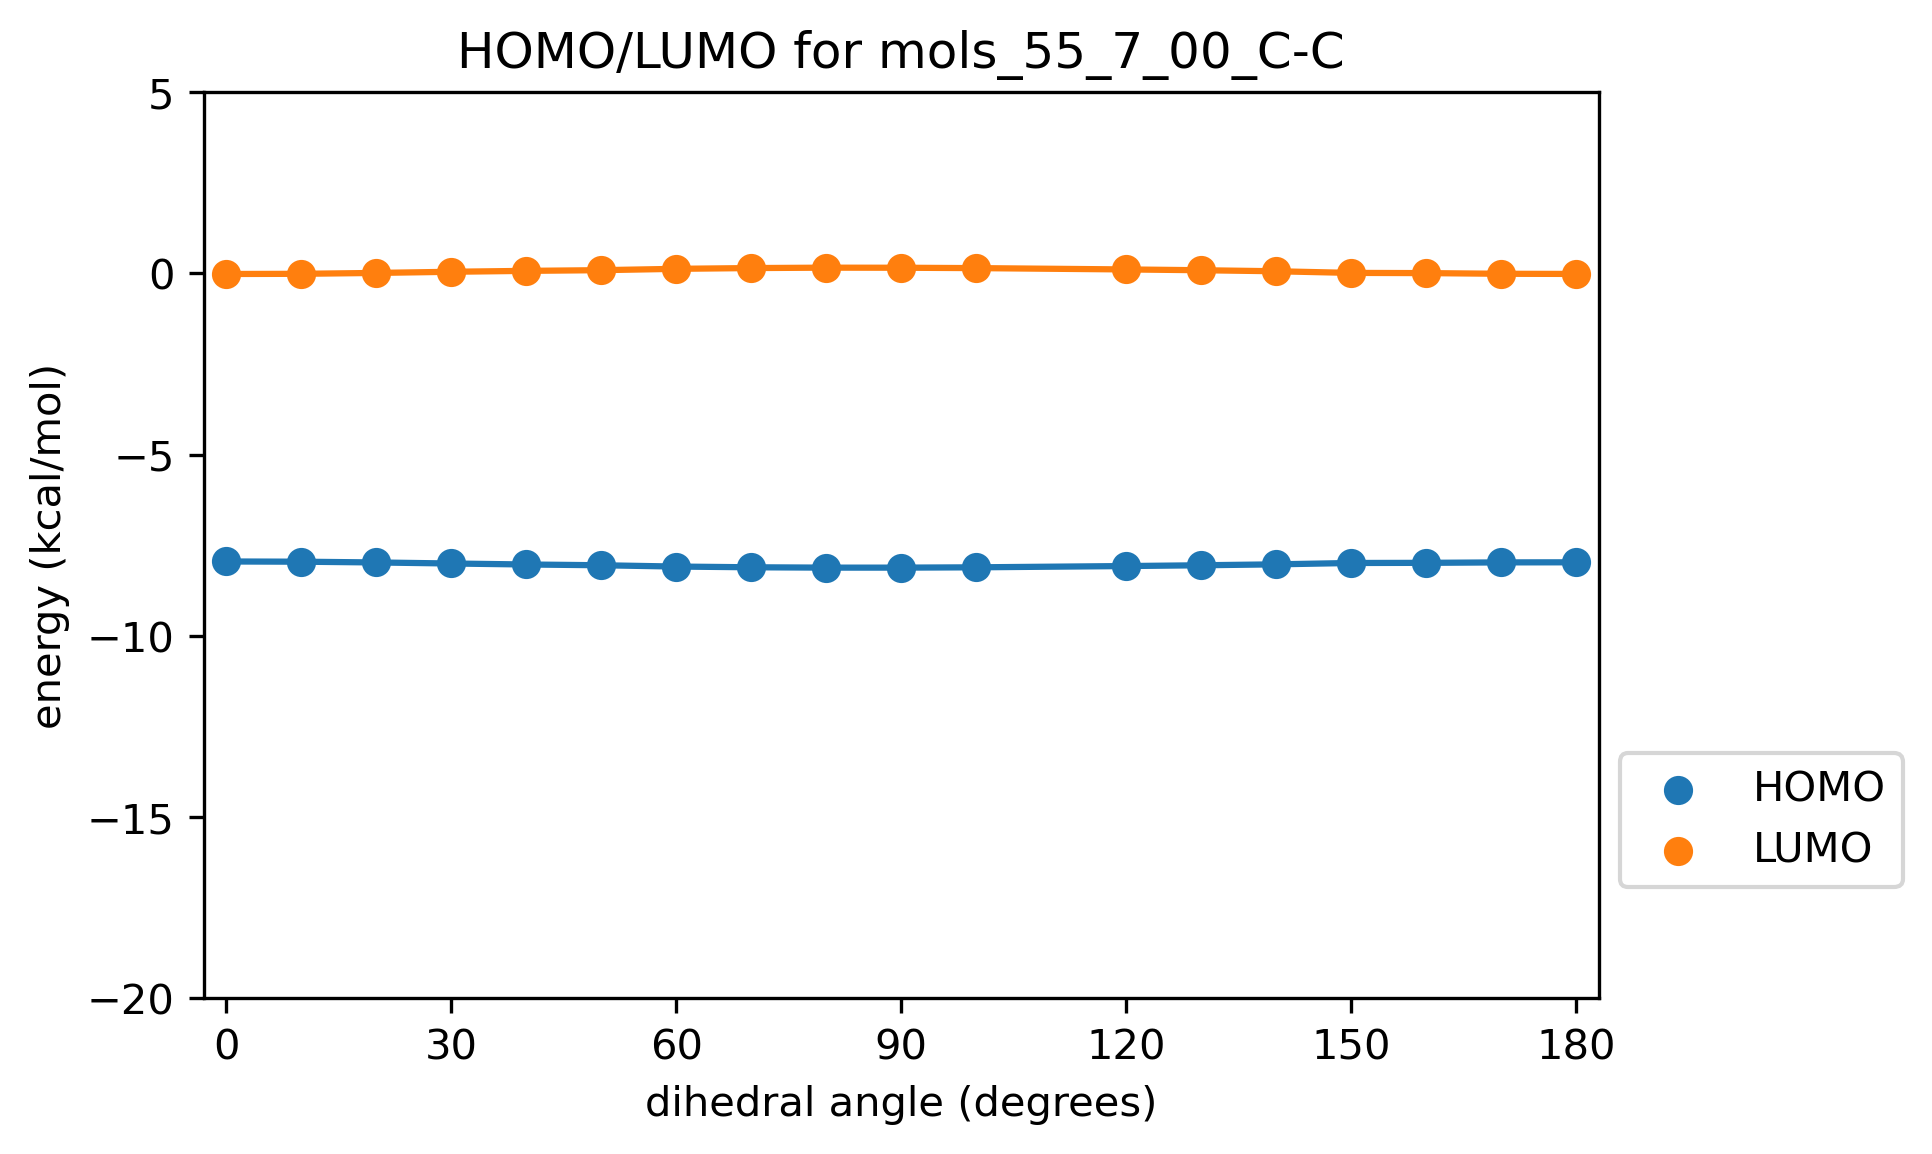 HOMO/LUMO for mols_55_7_00_C-C
5
0
−5
−10
−15
−20
energy (kcal/mol)
0 30 60 90 120 150 180
dihedral angle (degrees)
HOMO
LUMO